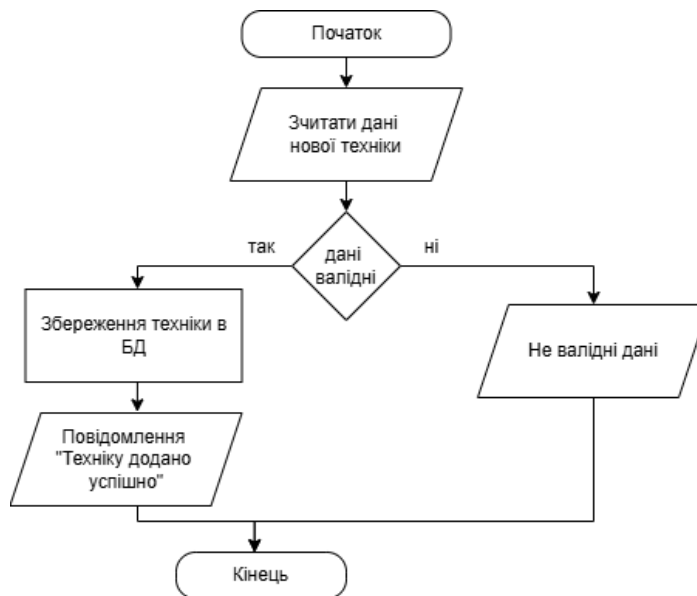 Початок
Зчитати дані
нової техніки
так
дані
валідні
ні
Збереження техніки в
БД
Не валідні дані
Повідомлення
"Техніку додано
успішно"
Кінець